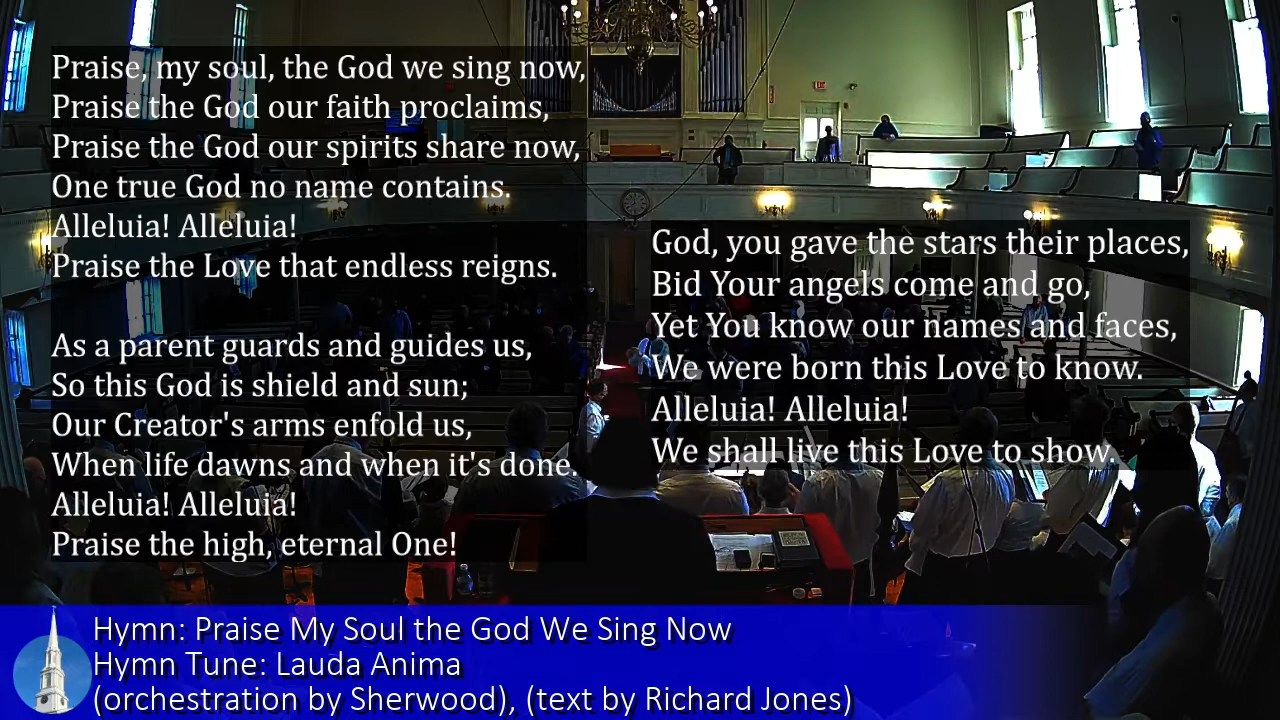 Praise, my soul, the God we sing now,
Praise the God our faith proclaims,
Praise the God our spirits share now,
One true God no name contains.
Alleluia! Alleluia!
Praise the Love that endless reigns.
As a parent guards and guides us,
So this God is shield and sun;
Our Creator's arms enfold us,
When life dawns and when it's done.
Alleluia! Alleluia!
Praise the high, eternal One!
God, you gave the stars their places,
Bid Your angels come and go,
Yet You know our names and faces,
We were born this Love to know.
Alleluia! Alleluia!
We shall live this Love to show.
Hymn: Praise My Soul the God We Sing Now
Hymn Tune: Lauda Anima
(orchestration by Sherwood), (text by Richard Jones)